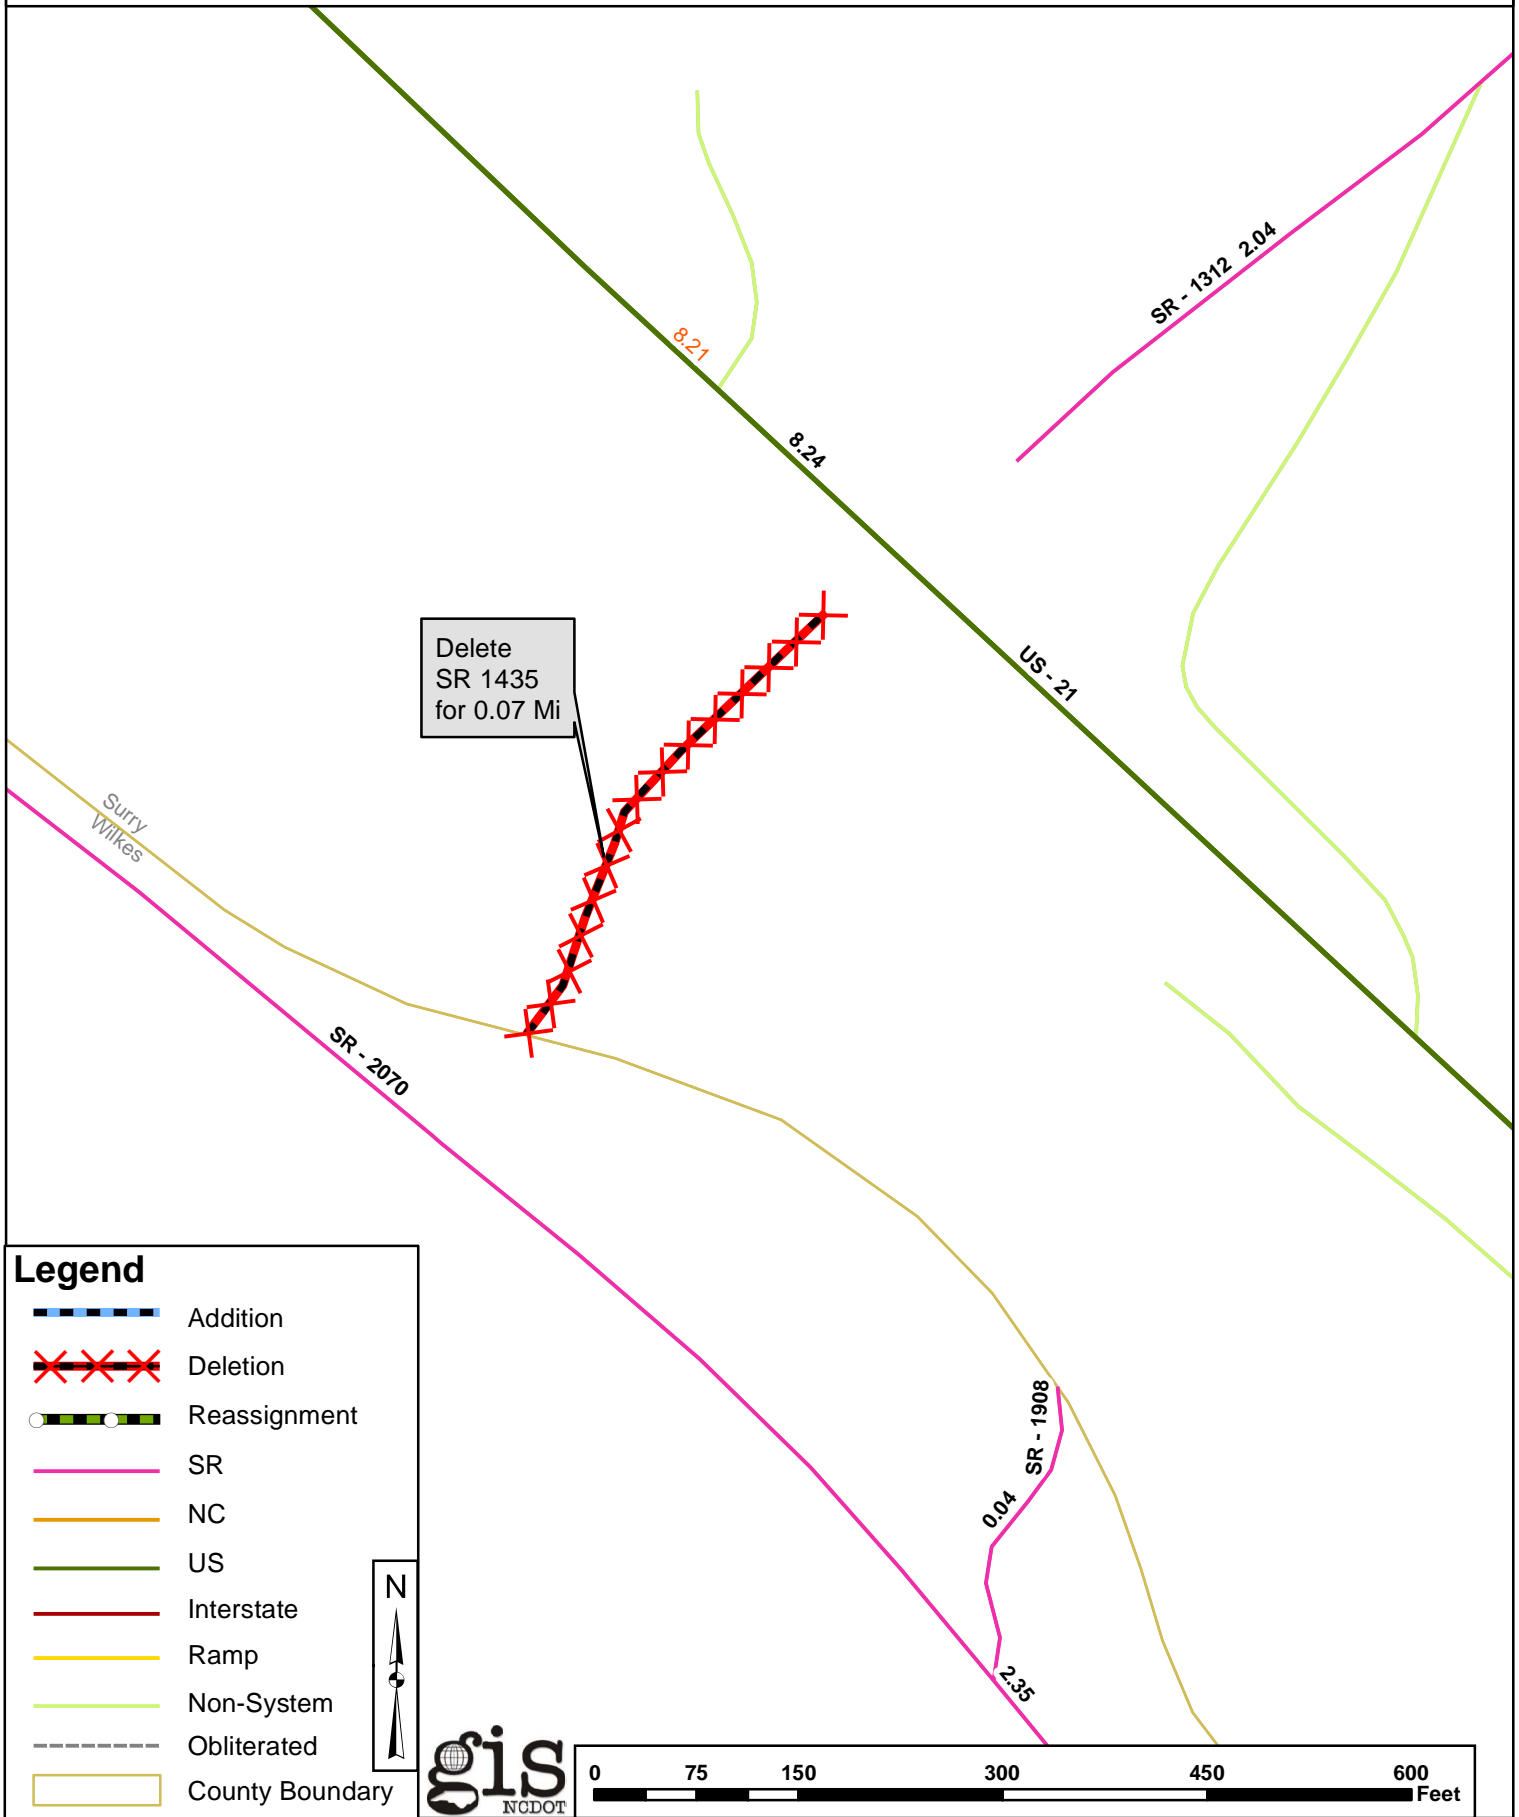 SR - 1312 2.04
8.21
8.24
US - 21
Delete
SR 1435
for 0.07 Mi
Surry
Wilkes
SR - 2070
SR - 1908
0.04
2.35
Legend
Addition
Deletion
Reassignment
SR
NC
US
Interstate
Ramp
Non-System
Obliterated
County Boundary
N
gis
NCDOT
0 75 150 300 450 600
Feet